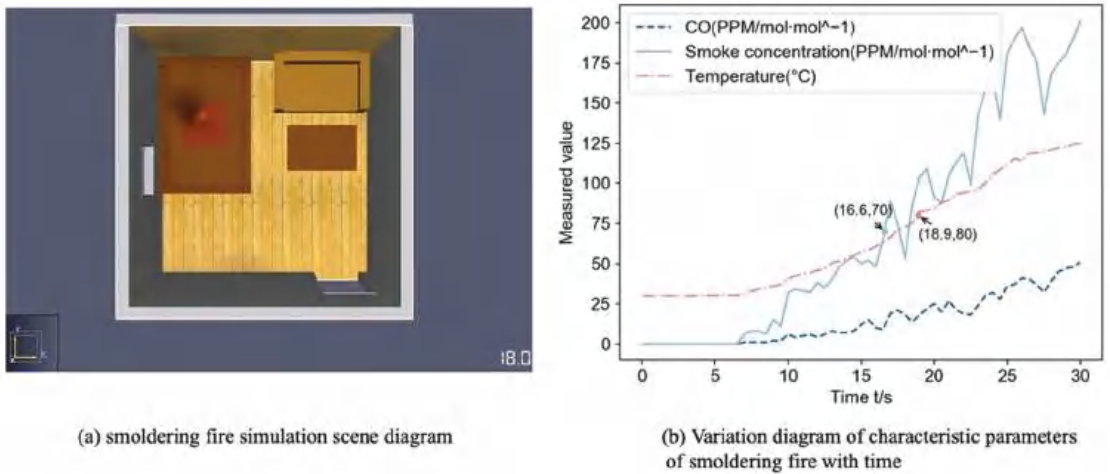 18.0
(a) smoldering fire simulation scene diagram
CO(PPM/mol·mol^−1)
Smoke concentration(PPM/mol·mol^−1)
Temperature(°C)
200
175
150
125
100
75
50
25
0
Measured value
(16.6,70)
(18.9,80)
0 5 10 15 20 25 30
Time t/s
(b) Variation diagram of characteristic parameters
of smoldering fire with time